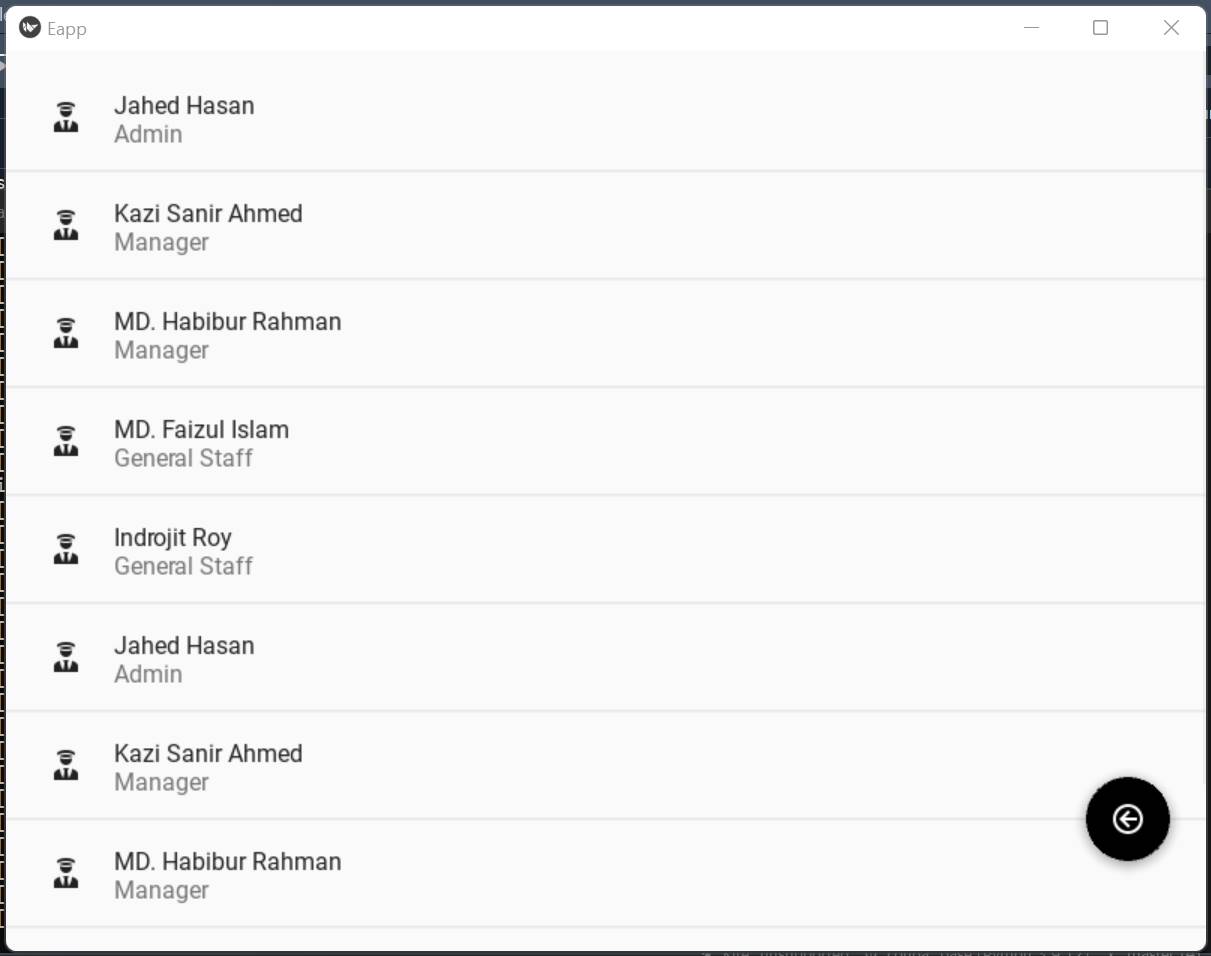 Eapp
Jahed Hasan
Admin
Kazi Sanir Ahmed
Manager
MD. Habibur Rahman
Manager
MD. Faizul Islam
General Staff
Indrojit Roy
General Staff
Jahed Hasan
Admin
Kazi Sanir Ahmed
Manager
MD. Habibur Rahman
Manager